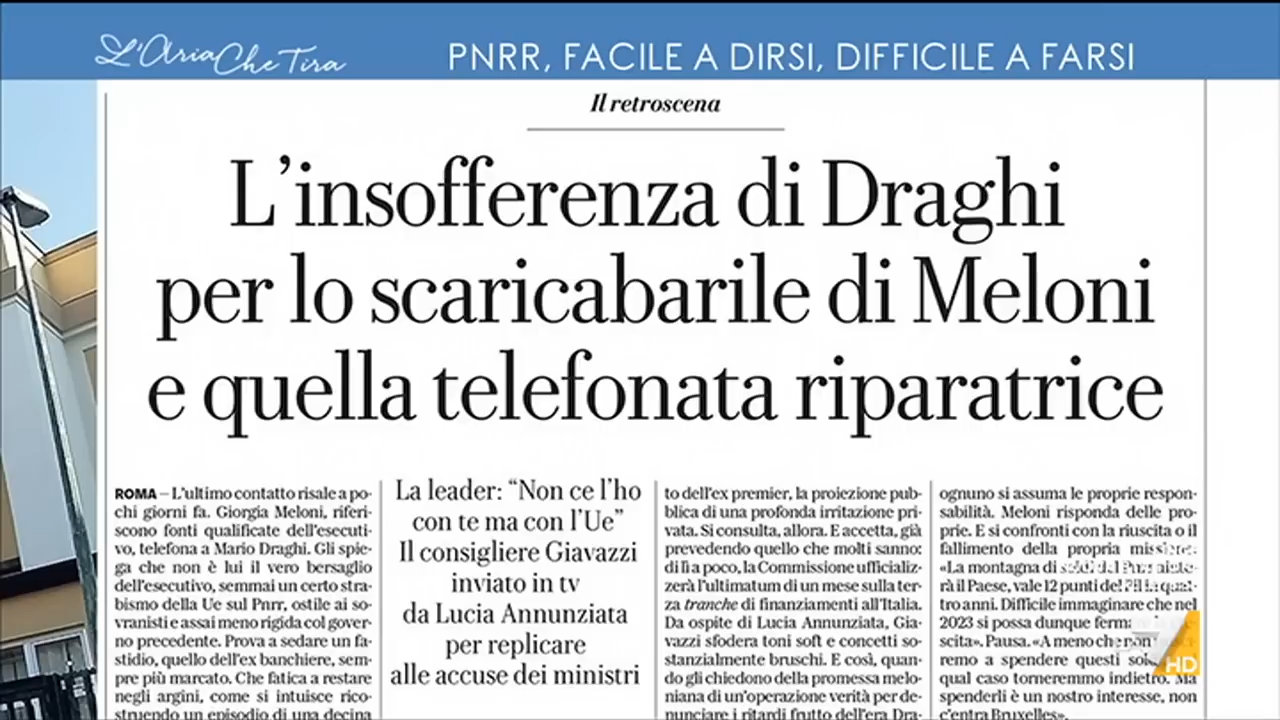 L'Aria Che Tira
PNRR, FACILE A DIRSI, DIFFICILE A FARSI
Il retroscena
L'insofferenza di Draghi
per lo scaricabarile di Meloni
e quella telefonata riparatrice
ROMA – L'ultimo contatto risale a po-
chi giorni fa. Giorgia Meloni, riferi-
scono fonti qualificate dell'esecuti-
vo, telefona a Mario Draghi. Gli spie-
ga che non è lui il vero bersaglio
dell'esecutivo, semmai un certo stra-
bismo della Ue sul Pnrr, ostile ai so-
vranisti e assai meno rigida col gover-
no precedente. Prova a sedare un fa-
stidio, quello dell'ex banchiere, sem-
pre più marcato. Che fatica a restare
negli argini, come si intuisce rico-
struendo un episodio di una decina
La leader: "Non ce l'ho
con te ma con l'Ue"
Il consigliere Giavazzi
inviato in tv
da Lucia Annunziata
per replicare
alle accuse dei ministri
to dell'ex premier, la proiezione pub-
blica di una profonda irritazione pri-
vata. Si consulta, allora. E accetta, già
prevedendo quello che molti sanno:
di lì a poco, la Commissione ufficializ-
zerà l'ultimatum di un mese sulla ter-
za tranche di finanziamenti all'Italia.
Da ospite di Lucia Annunziata, Gia-
vazzi sfodera toni soft e concetti so-
stanzialmente bruschi. E così, quan-
do gli chiedono della promessa melo-
niana di un'operazione verità per de-
nunciare i ritardi frutto dell'era Dra-
ognuno si assuma le proprie respon-
sabilità. Meloni risponda delle pro-
prie. E si confronti con la riuscita o il
fallimento della propria
«La montagna di
rà il Paese, vale 12 punti del
tro anni. Difficile immaginare che nel
2023 si possa dunque
scita». Pausa. «A meno che
remo a spendere questi
qual caso torneremmo indietro. Ma
spenderli è un nostro interesse, non
c'entra Bruxelles».
7 HD